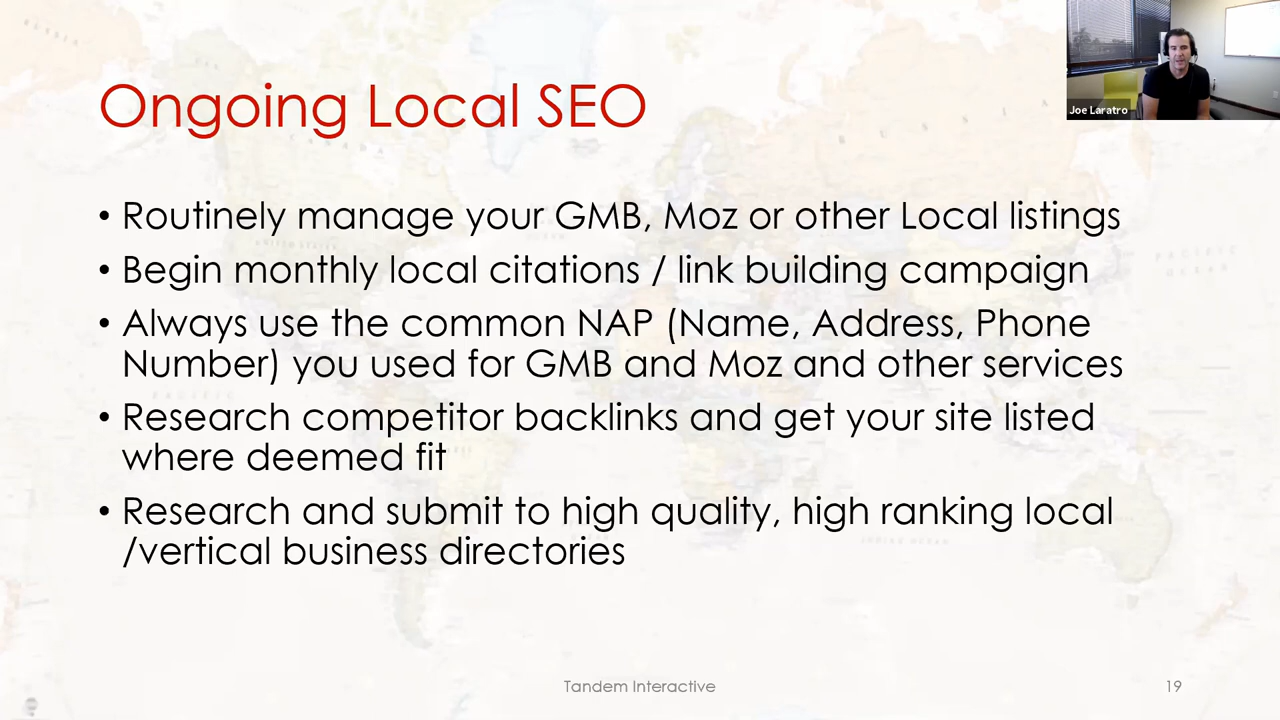 Joe Laratro
Ongoing Local SEO
• Routinely manage your GMB, Moz or other Local listings
• Begin monthly local citations / link building campaign
• Always use the common NAP (Name, Address, Phone
Number) you used for GMB and Moz and other services
• Research competitor backlinks and get your site listed
where deemed fit
• Research and submit to high quality, high ranking local
/vertical business directories
Tandem Interactive
19